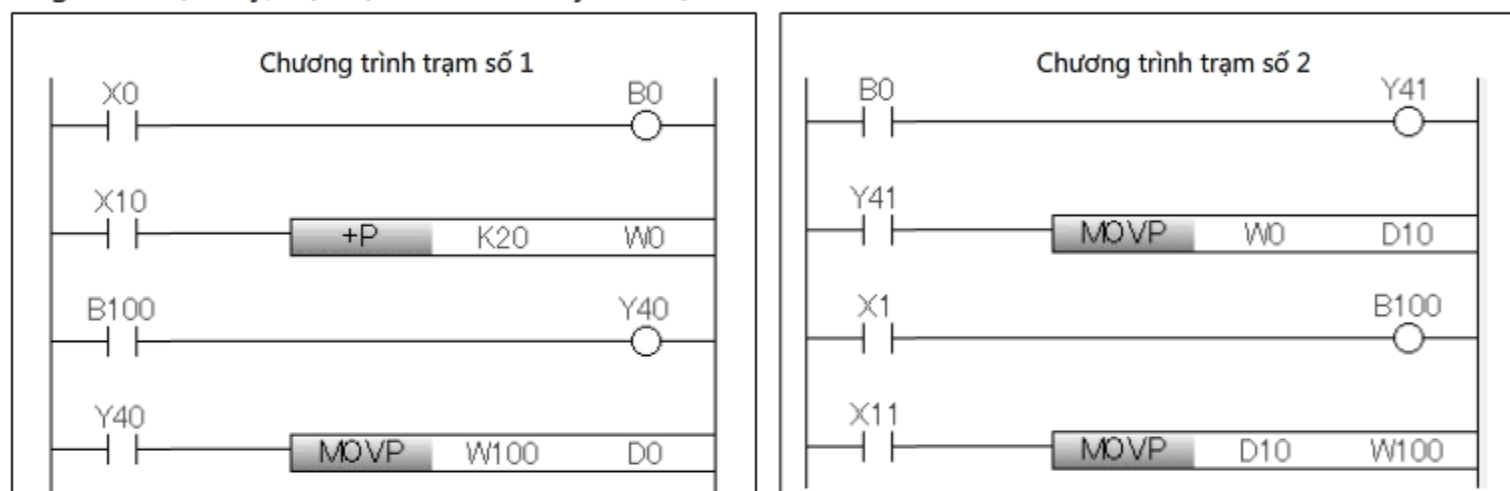 Chương trình trạm số 1
X0 B0
X10
+P K20 W0
B100 Y40
Y40
MOVP W100 D0
Chương trình trạm số 2
B0 Y41
Y41
MOVP W0 D10
X1 B100
X11
MOVP D10 W100